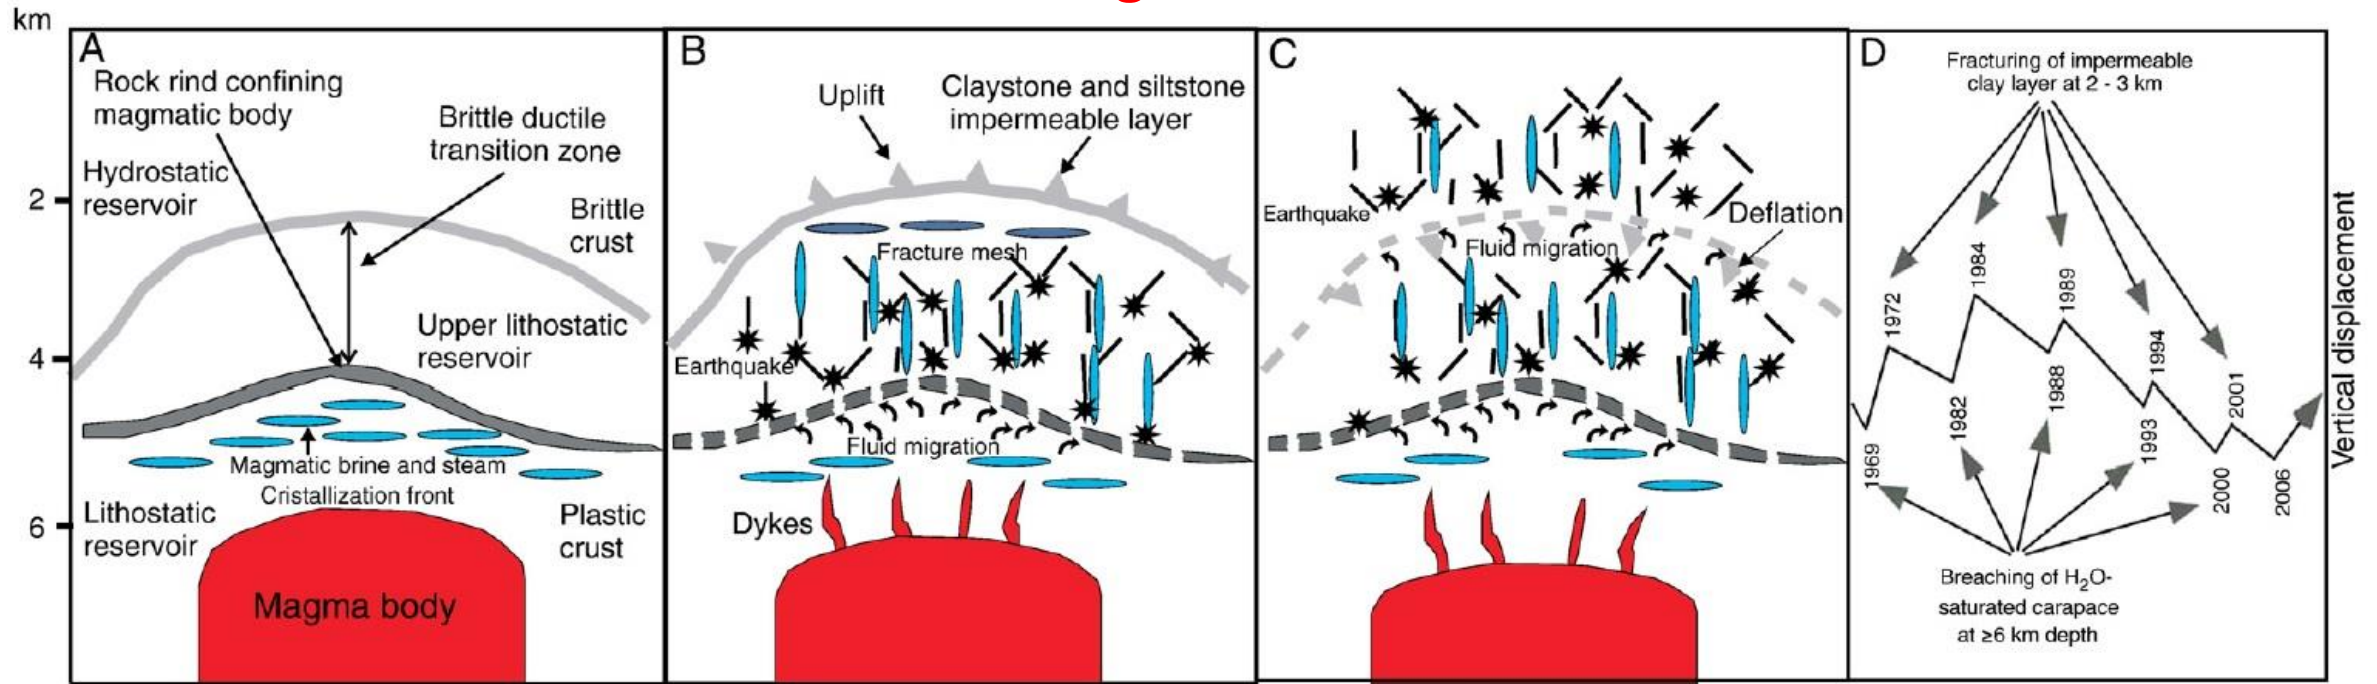 km
2
4
6
A
Rock rind confining
magmatic body
Brittle ductile
transition zone
Hydrostatic
reservoir
Brittle
crust
Upper lithostatic
reservoir
Magmatic brine and steam
Cristallization front
Lithostatic
reservoir
Plastic
crust
Magma body
B
Uplift
Claystone and siltstone
impermeable layer
Fracture mesh
Earthquake
Fluid migration
Dykes
C
Earthquake
Deflation
Fluid migration
D
Fracturing of impermeable
clay layer at 2 - 3 km
1969
1972
1982
1984
1988
1989
1993
1994
2000
2001
2006
Breaching of H₂O-
saturated carapace
at ≥6 km depth
Vertical displacement